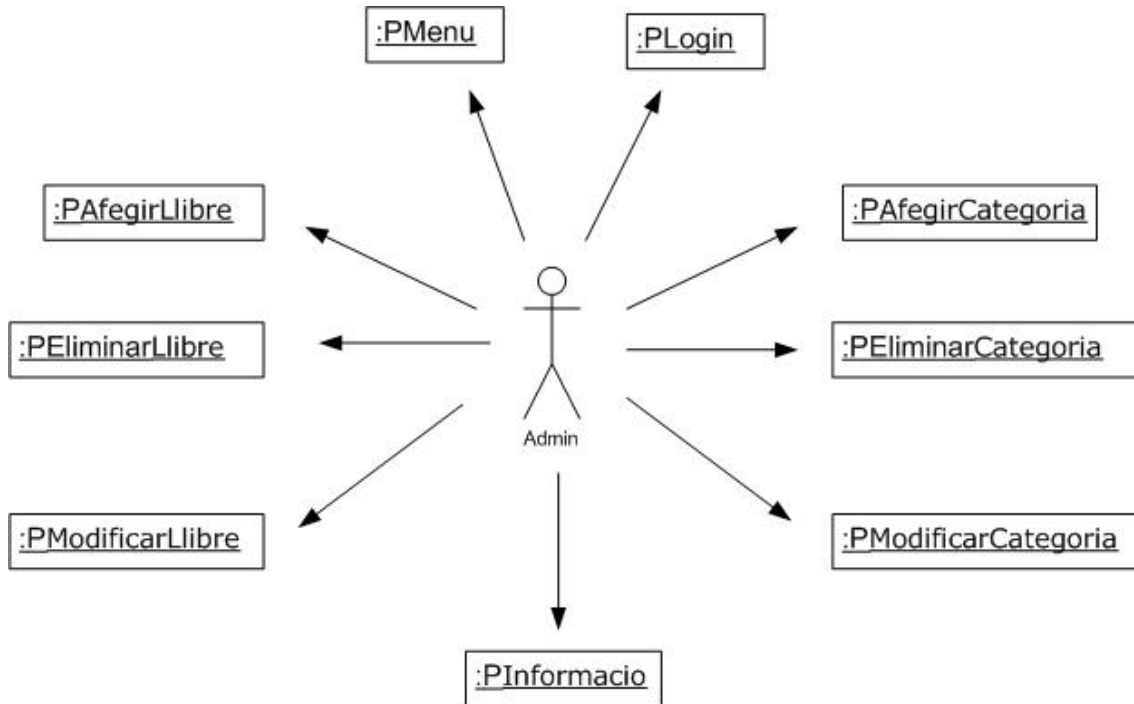 :PMenu
:PLogin
:PAfegirLlibre
:PAfegirCategoria
:PEliminarLlibre
:PEliminarCategoria
Admin
:PModificarLlibre
:PModificarCategoria
:PInformacio